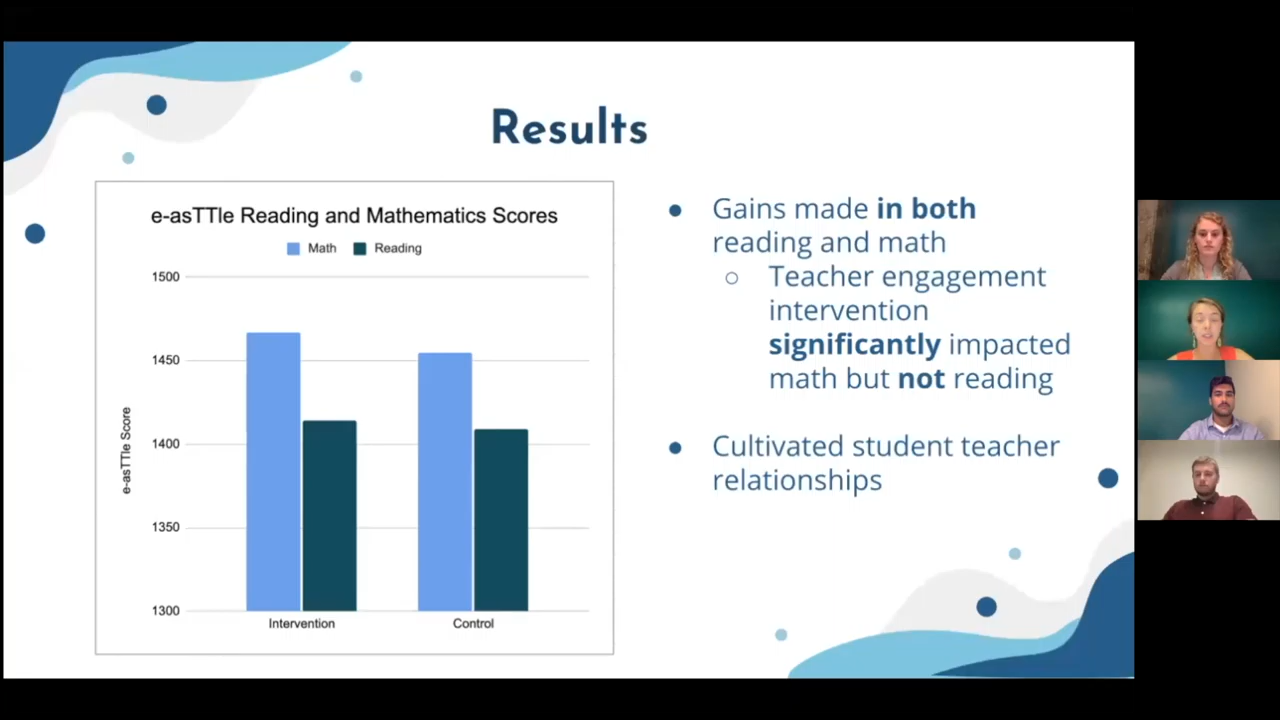 Results
e-asTTle Reading and Mathematics Scores
Math Reading
1500
1450
1400
1350
1300
e-asTTle Score
Intervention Control
● Gains made in both
reading and math
○ Teacher engagement
intervention
significantly impacted
math but not reading
● Cultivated student teacher
relationships